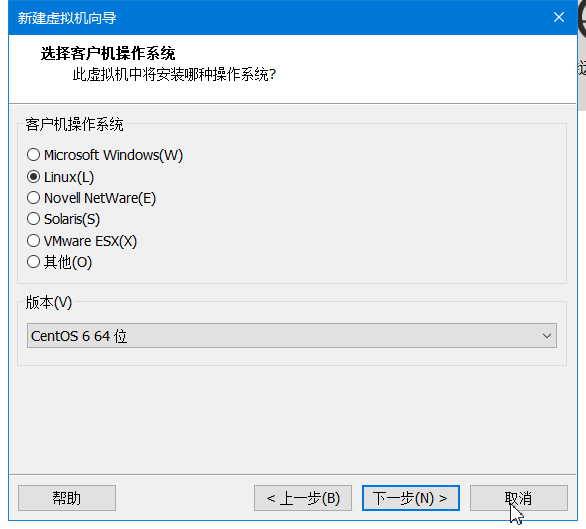 新建虚拟机向导
选择客户机操作系统
此虚拟机中将安装哪种操作系统?
客户机操作系统
Microsoft Windows(W)
Linux(L)
Novell NetWare(E)
Solaris(S)
VMware ESX(X)
其他(O)
版本(V)
CentOS 6 64 位
帮助
< 上一步(B)
下一步(N) >
取消